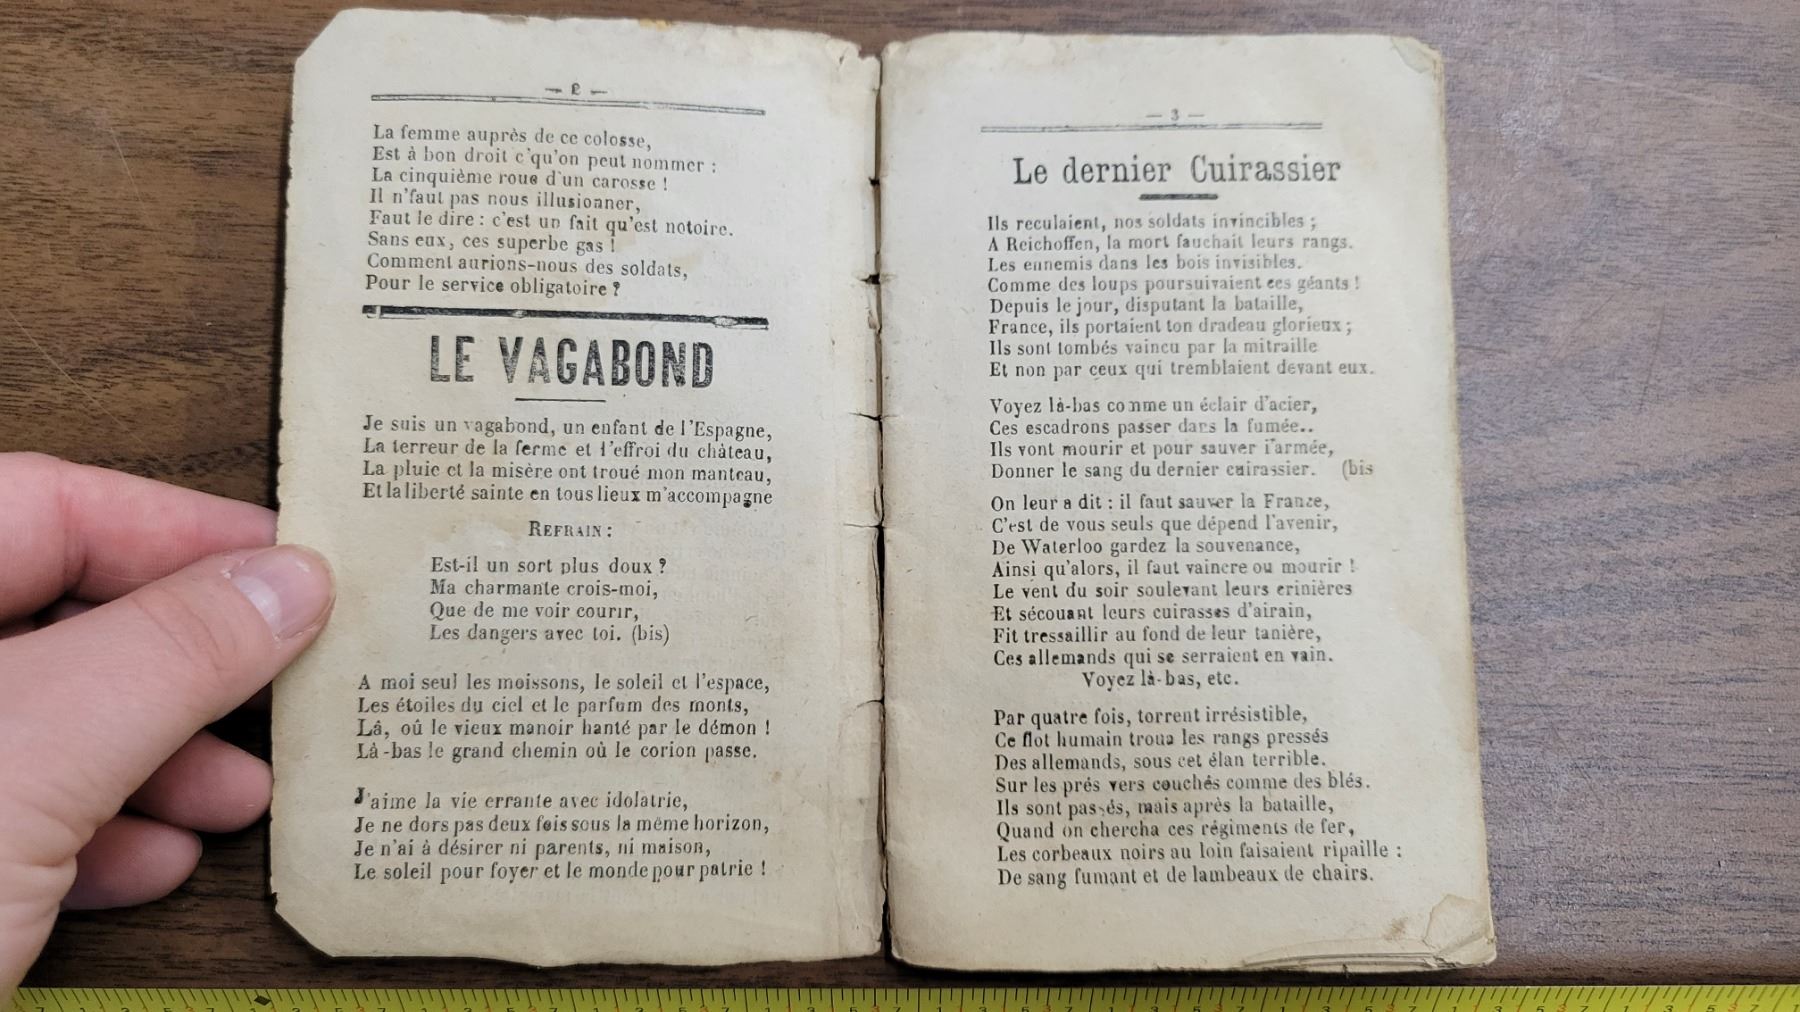 — 2 —
La femme auprès de ce colosse,
Est à bon droit c'qu'on peut nommer :
La cinquième roue d'un carosse !
Il n'faut pas nous illusionner,
Faut le dire : c'est un fait qu'est notoire.
Sans eux, ces superbe gas !
Comment aurions-nous des soldats,
Pour le service obligatoire ?
LE VAGABOND
Je suis un vagabond, un enfant de l'Espagne,
La terreur de la ferme et l'effroi du château,
La pluie et la misère ont troué mon manteau,
Et la liberté sainte en tous lieux m'accompagne
REFRAIN :
Est-il un sort plus doux ?
Ma charmante crois-moi,
Que de me voir courir,
Les dangers avec toi. (bis)
A moi seul les moissons, le soleil et l'espace,
Les étoiles du ciel et le parfum des monts,
Lâ, oû le vieux manoir hanté par le démon !
Là-bas le grand chemin où le corion passe.
J'aime la vie errante avec idolatrie,
Je ne dors pas deux fois sous la même horizon,
Je n'ai à désirer ni parents, ni maison,
Le soleil pour foyer et le monde pour patrie !
— 3 —
Le dernier Cuirassier
Ils reculaient, nos soldats invincibles ;
A Reichoffen, la mort fauchait leurs rangs.
Les ennemis dans les bois invisibles.
Comme des loups poursuivaient ces géants !
Depuis le jour, disputant la bataille,
France, ils portaient ton dradeau glorieux ;
Ils sont tombés vaincu par la mitraille
Et non par ceux qui tremblaient devant eux.
Voyez là-bas comme un éclair d'acier,
Ces escadrons passer dans la fumée..
Ils vont mourir et pour sauver l'armée,
Donner le sang du dernier cuirassier. (bis
On leur a dit : il faut sauver la France,
C'est de vous seuls que dépend l'avenir,
De Waterloo gardez la souvenance,
Ainsi qu'alors, il faut vaincre ou mourir !
Le vent du soir soulevant leurs crinières
Et sécouant leurs cuirasses d'airain,
Fit tressaillir au fond de leur tanière,
Ces allemands qui se serraient en vain.
Voyez là-bas, etc.
Par quatre fois, torrent irrésistible,
Ce flot humain troua les rangs pressés
Des allemands, sous cet élan terrible.
Sur les prés vers couchés comme des blés.
Ils sont passés, mais après la bataille,
Quand on chercha ces régiments de fer,
Les corbeaux noirs au loin faisaient ripaille :
De sang fumant et de lambeaux de chairs.